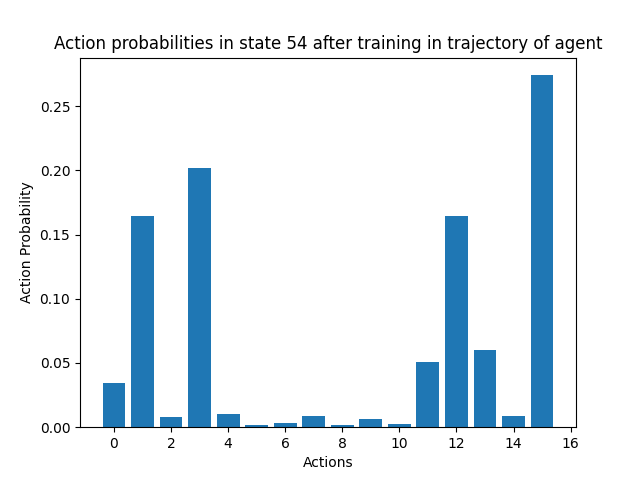 Action probabilities in state 54 after training in trajectory of agent
Action Probability
0.25
0.20
0.15
0.10
0.05
0.00
0 2 4 6 8 10 12 14 16
Actions